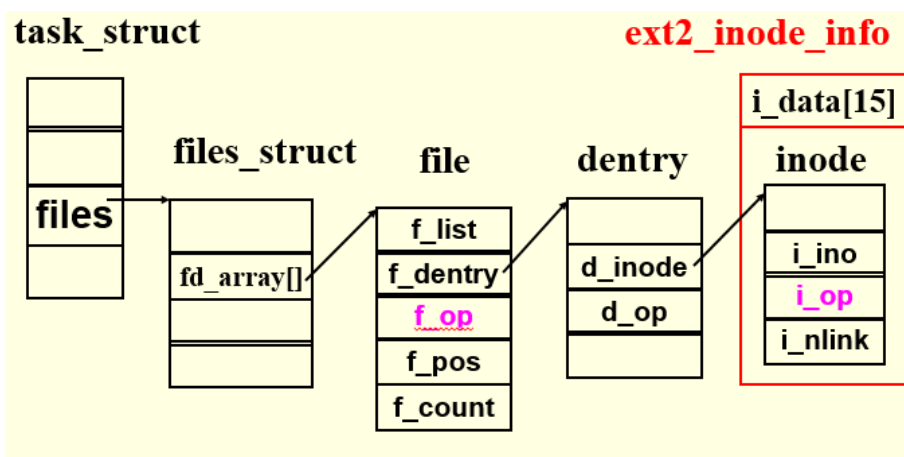 task_struct
ext2_inode_info
i_data[15]
files_struct
file
dentry
inode
files
fd_array[]
f_list
f_dentry
f_op
f_pos
f_count
d_inode
d_op
i_ino
i_op
i_nlink